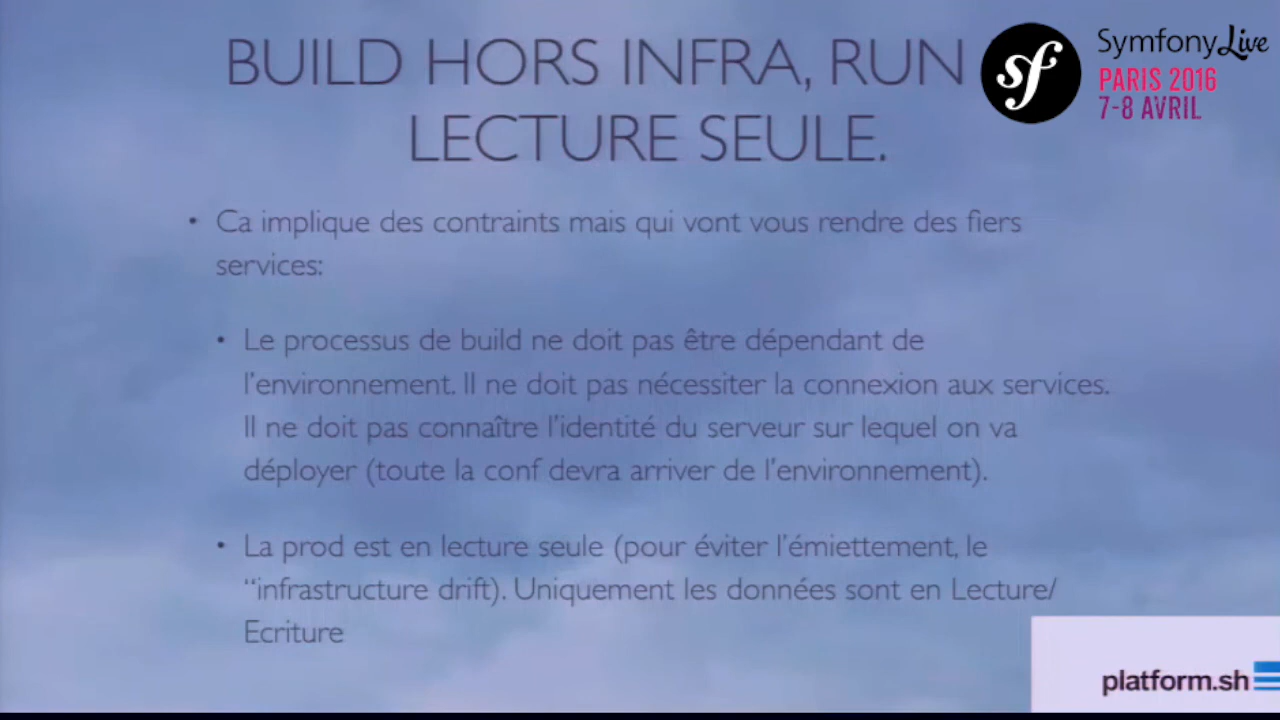 BUILD HORS INFRA, RUN
LECTURE SEULE.
SymfonyLive
PARIS 2016
7-8 AVRIL
sf
• Ca implique des contraints mais qui vont vous rendre des fiers
services:
• Le processus de build ne doit pas être dépendant de
l'environnement. Il ne doit pas nécessiter la connexion aux services.
Il ne doit pas connaître l'identité du serveur sur lequel on va
déployer (toute la conf devra arriver de l'environnement).
• La prod est en lecture seule (pour éviter l'émiettement, le
“infrastructure drift). Uniquement les données sont en Lecture/
Ecriture
platform.sh